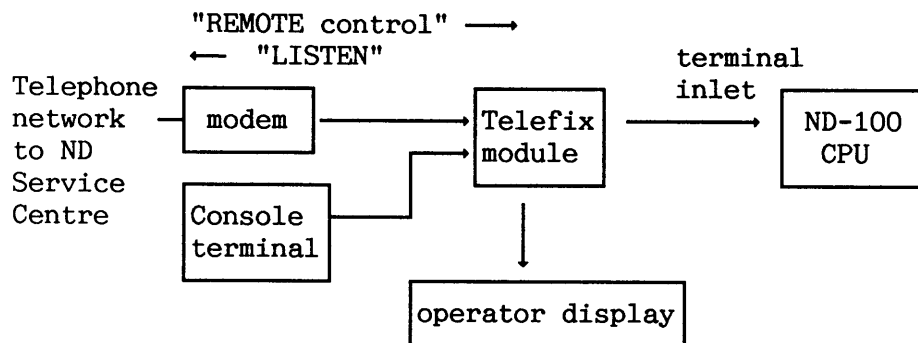 "REMOTE control"
"LISTEN"
Telephone
network
to ND
Service
Centre
modem
Console
terminal
Telefix
module
terminal
inlet
ND-100
CPU
operator display